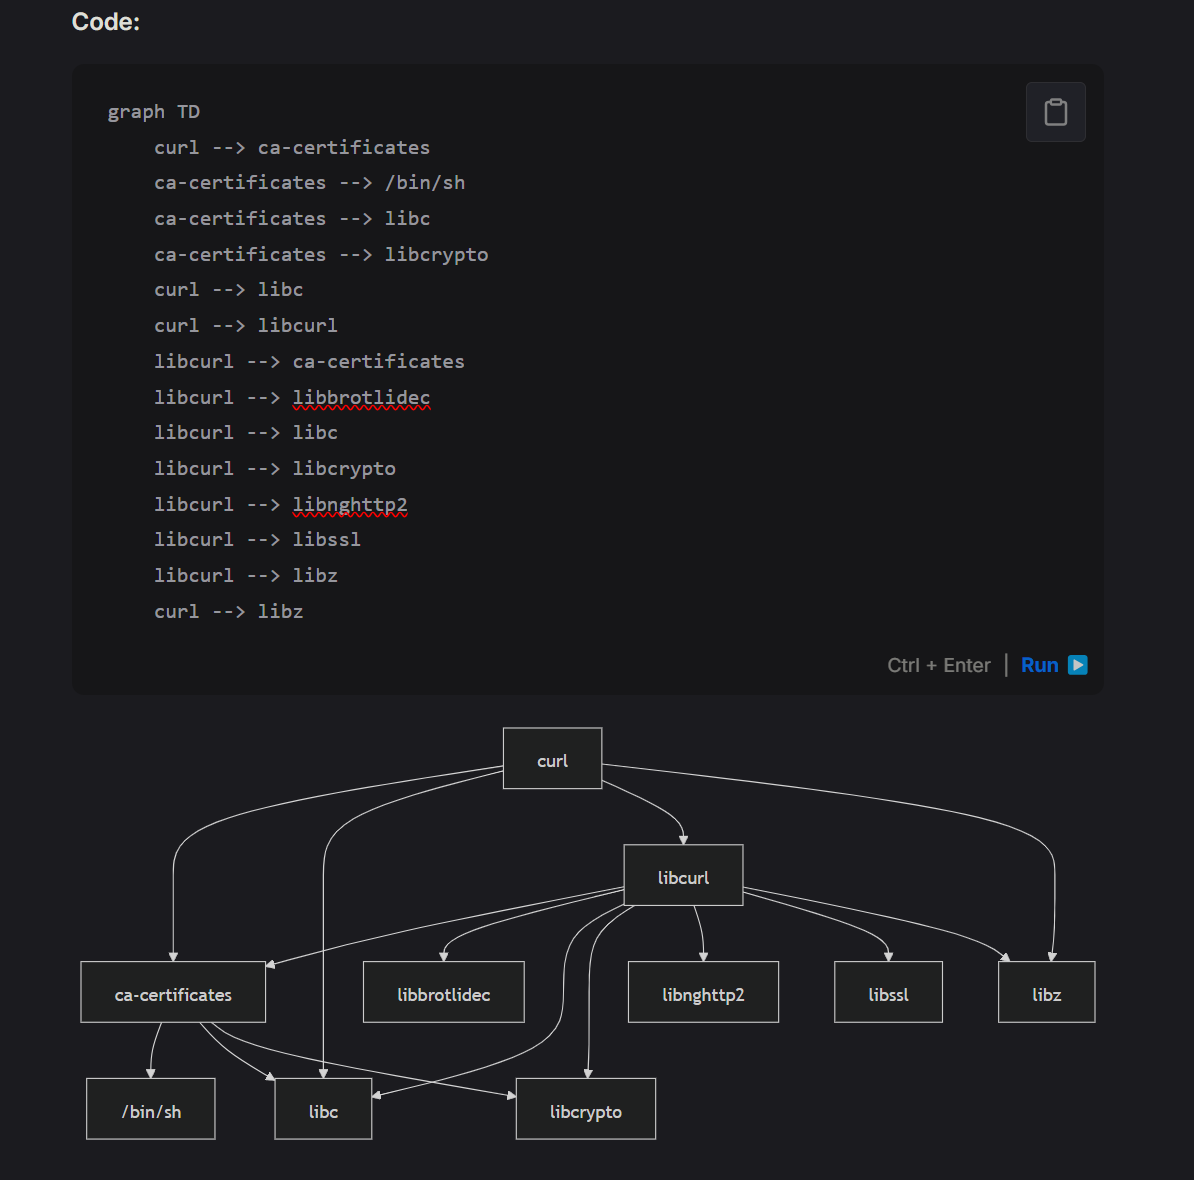 Code:
graph TD
curl --> ca-certificates
ca-certificates --> /bin/sh
ca-certificates --> libc
ca-certificates --> libcrypto
curl --> libc
curl --> libcurl
libcurl --> ca-certificates
libcurl --> libbrotlidec
libcurl --> libc
libcurl --> libcrypto
libcurl --> libnghttp2
libcurl --> libssl
libcurl --> libz
curl --> libz
Ctrl + Enter | Run
curl
libcurl
ca-certificates
libbrotlidec
libnghttp2
libssl
libz
/bin/sh
libc
libcrypto